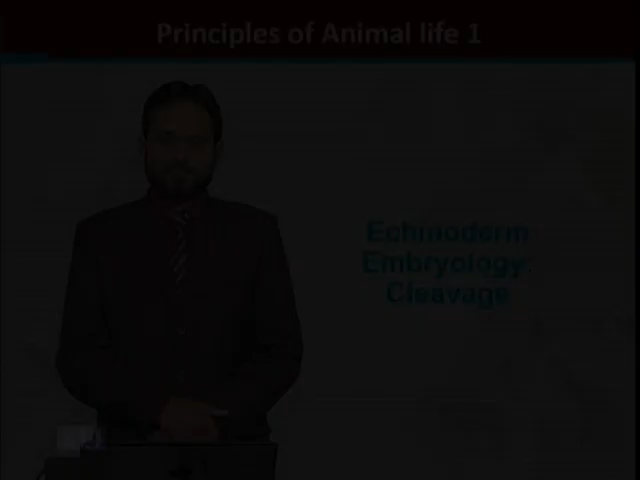 Principles of Animal life 1
Echinoderm
Embryology:
Cleavage